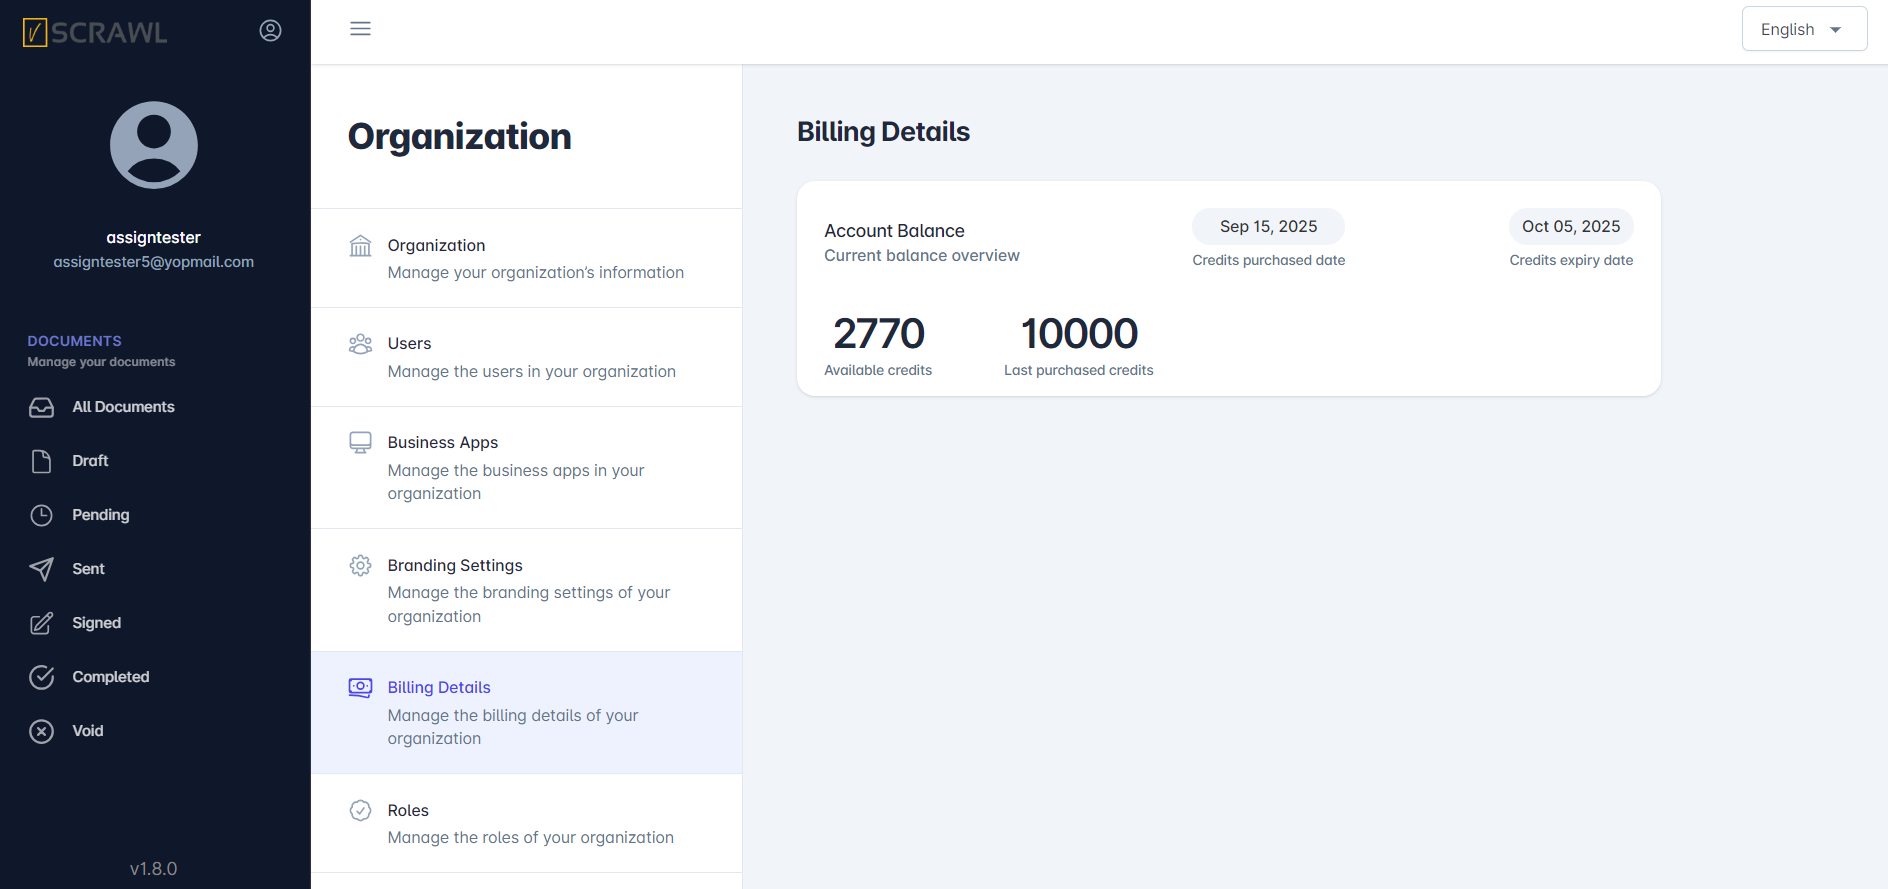 SCRAWL
English
assigntester
assigntester5@yopmail.com
DOCUMENTS
Manage your documents
All Documents
Draft
Pending
Sent
Signed
Completed
Void
v1.8.0
Organization
Organization
Manage your organization's information
Users
Manage the users in your organization
Business Apps
Manage the business apps in your
organization
Branding Settings
Manage the branding settings of your
organization
Billing Details
Manage the billing details of your
organization
Roles
Manage the roles of your organization
Billing Details
Account Balance
Current balance overview
Sep 15, 2025
Credits purchased date
Oct 05, 2025
Credits expiry date
2770
Available credits
10000
Last purchased credits